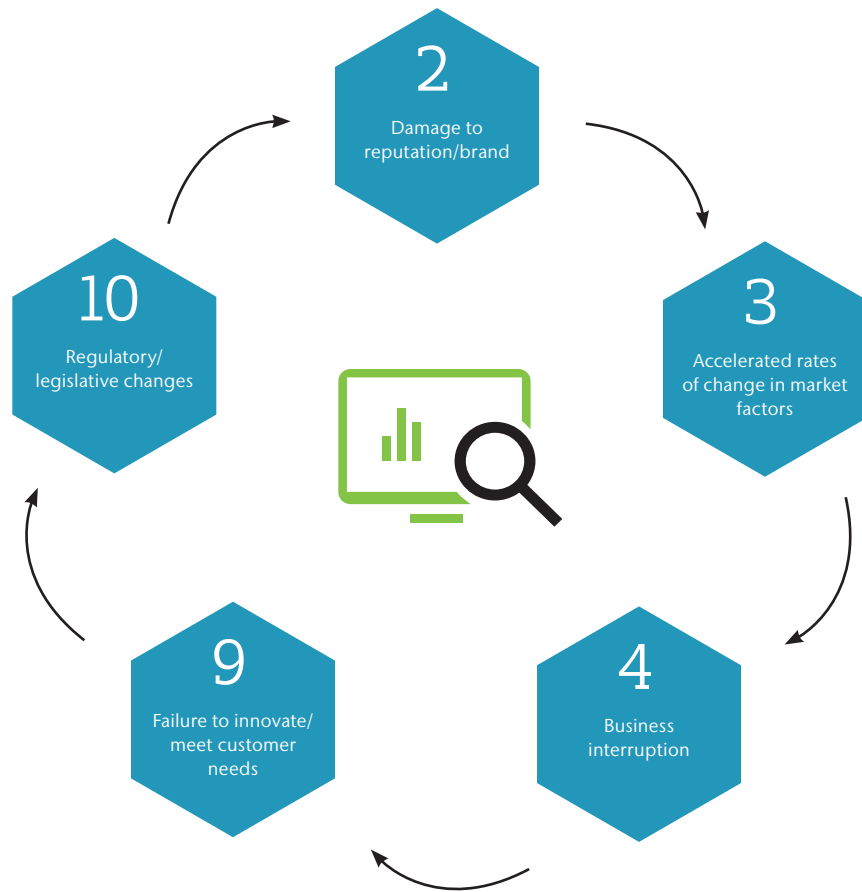 2
Damage to
reputation/brand
3
Accelerated rates
of change in market
factors
4
Business
interruption
9
Failure to innovate/
meet customer
needs
10
Regulatory/
legislative changes